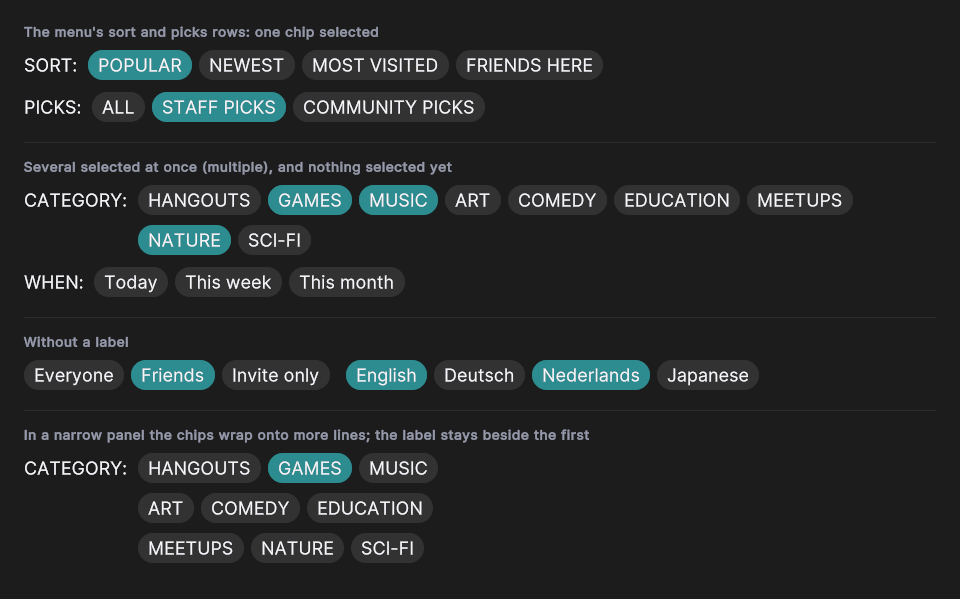 The menu's sort and picks rows: one chip selected
SORT: POPULAR NEWEST MOST VISITED FRIENDS HERE
PICKS: ALL STAFF PICKS COMMUNITY PICKS
Several selected at once (multiple), and nothing selected yet
CATEGORY: HANGOUTS GAMES MUSIC ART COMEDY EDUCATION MEETUPS
NATURE SCI-FI
WHEN: Today This week This month
Without a label
Everyone Friends Invite only English Deutsch Nederlands Japanese
In a narrow panel the chips wrap onto more lines; the label stays beside the first
CATEGORY: HANGOUTS GAMES MUSIC
ART COMEDY EDUCATION
MEETUPS NATURE SCI-FI